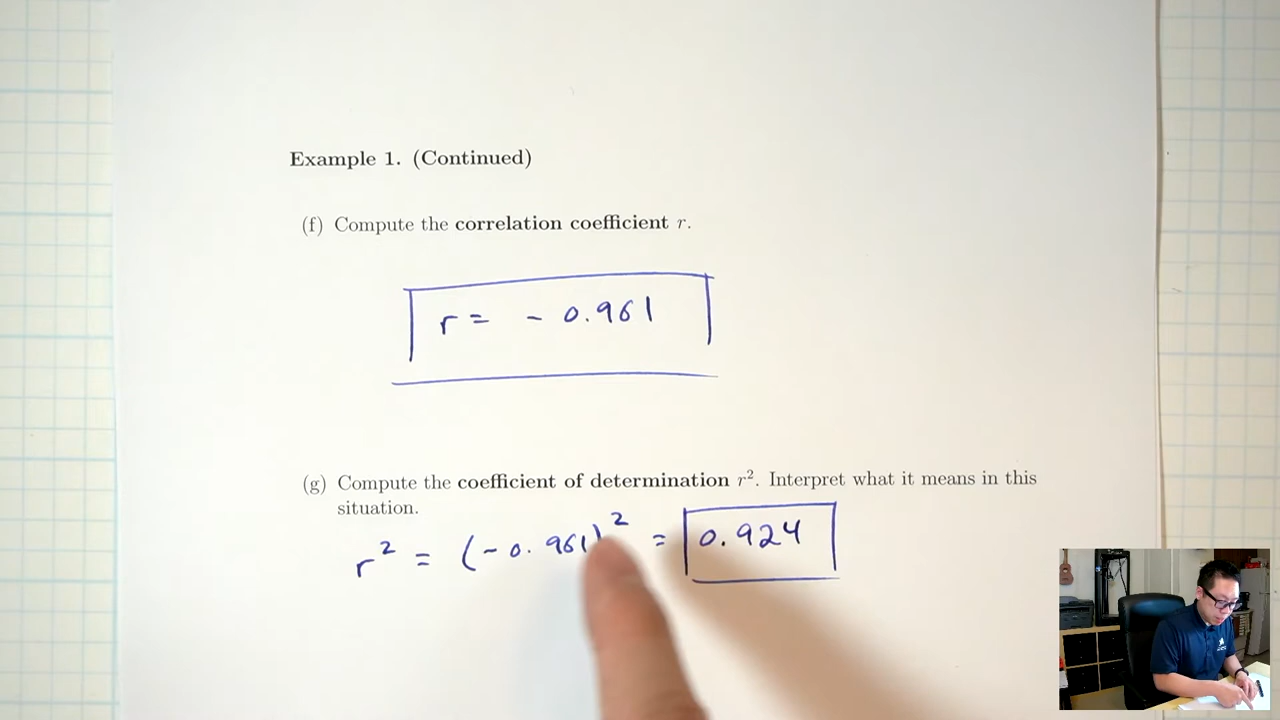 Example 1. (Continued)
(f) Compute the correlation coefficient r.
r = - 0.961
(g) Compute the coefficient of determination r². Interpret what it means in this
situation.
r² = (-0.961)² = 0.924